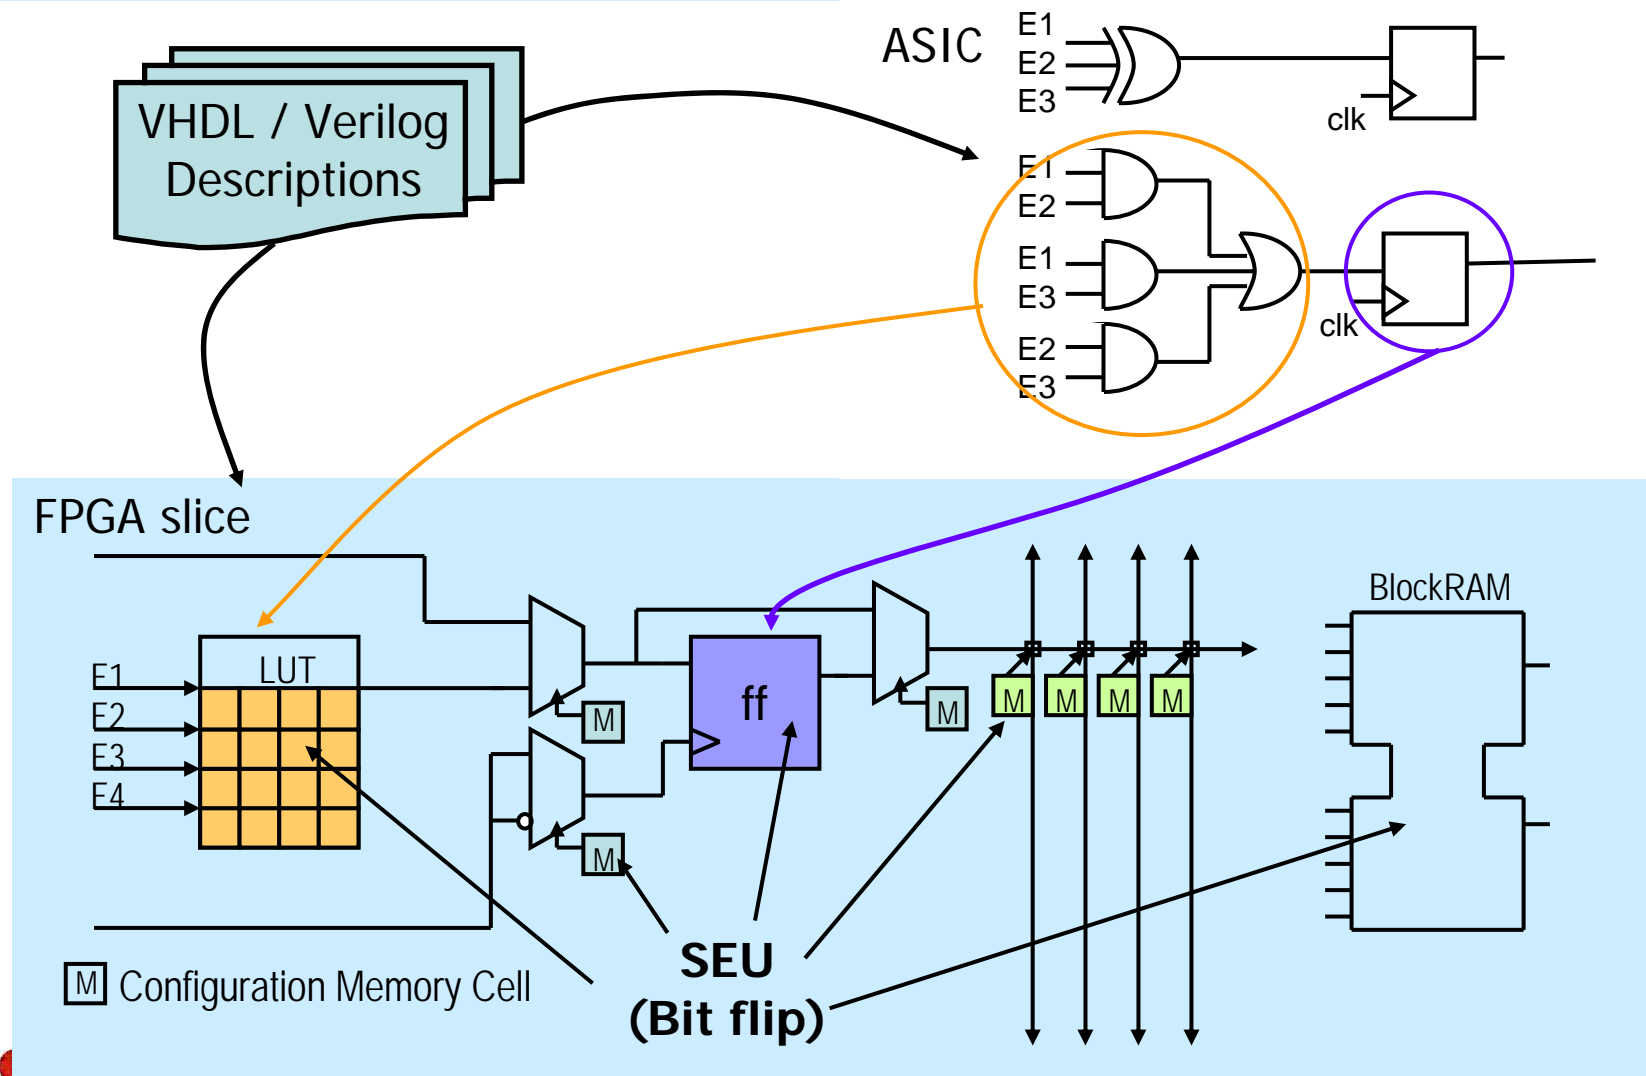 ASIC
E1
E2
E3
clk
VHDL / Verilog
Descriptions
E1
E2
E1
E3
E2
E3
clk
FPGA slice
BlockRAM
LUT
E1
E2
E3
E4
ff
M
M
M
M
M
M
M
SEU
(Bit flip)
M Configuration Memory Cell